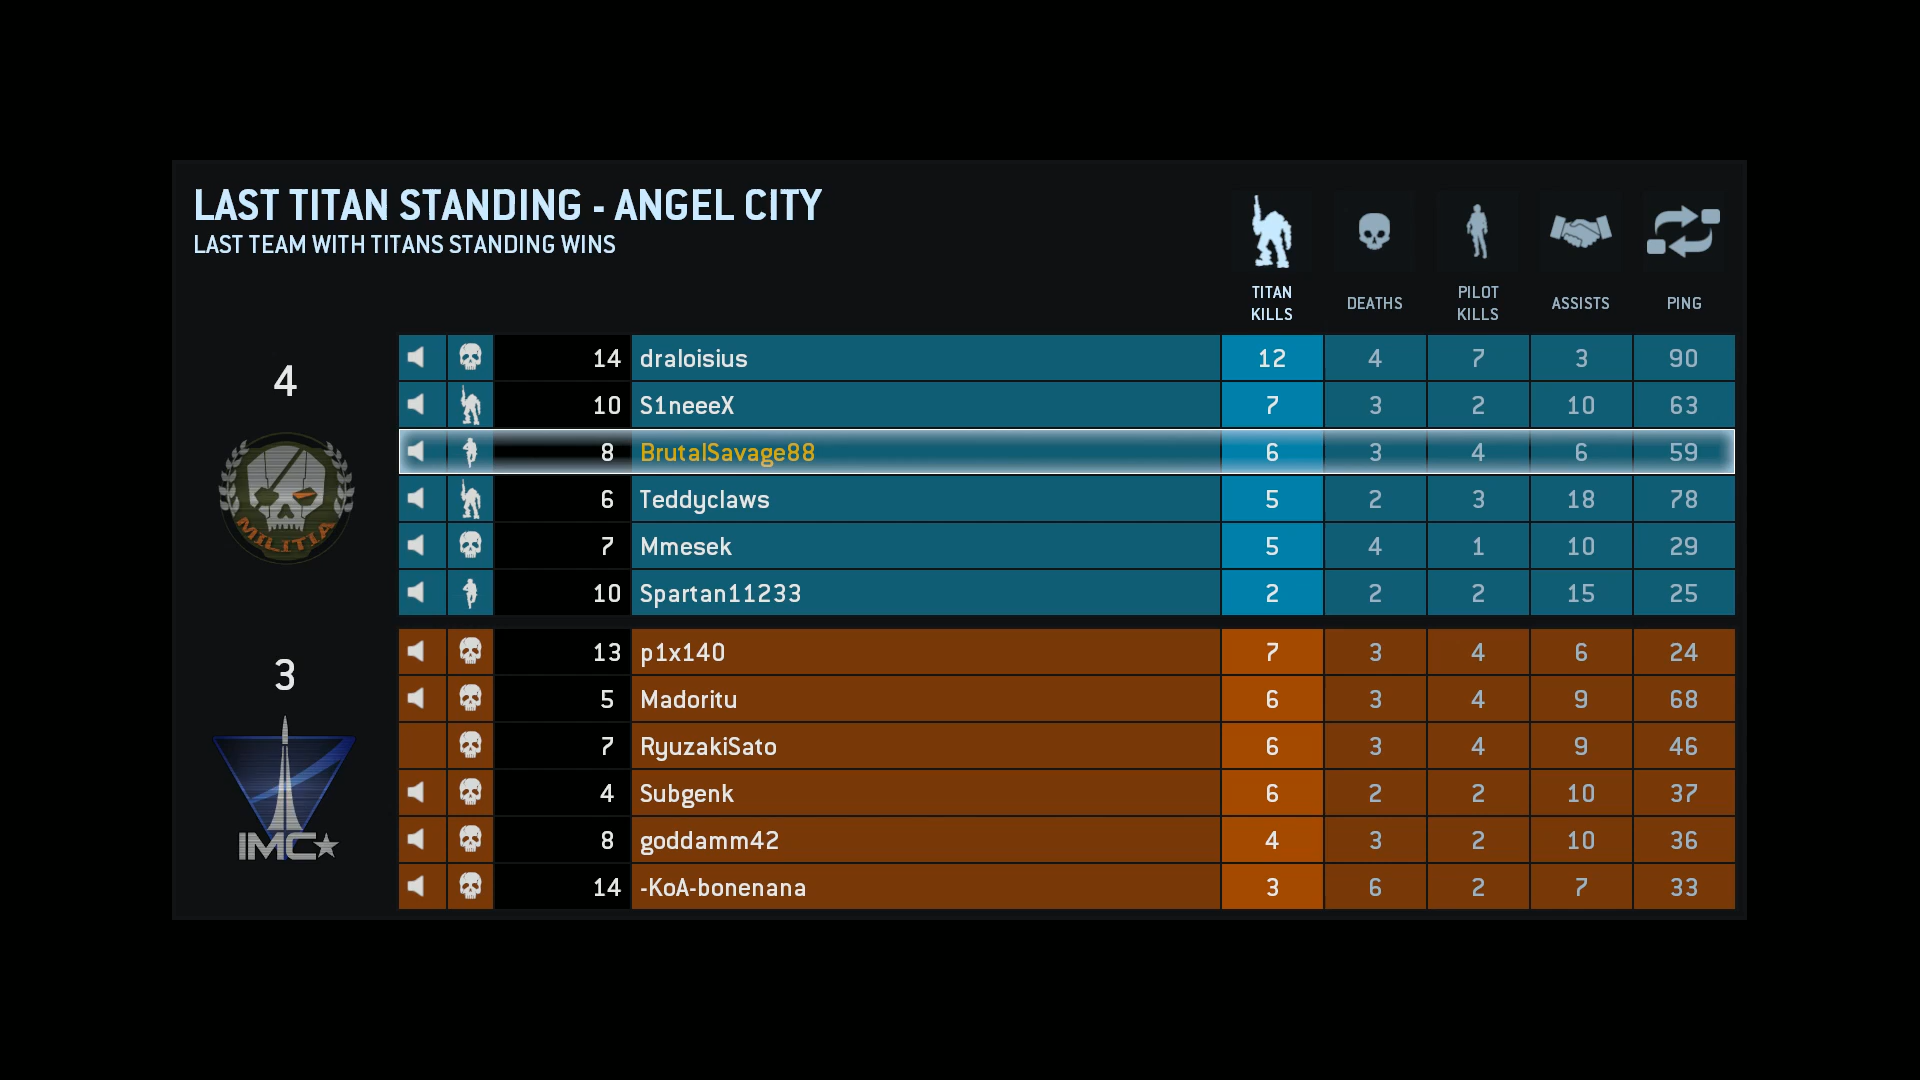 LAST TITAN STANDING - ANGEL CITY
LAST TEAM WITH TITANS STANDING WINS
TITAN KILLS DEATHS PILOT KILLS ASSISTS PING
4
MILITIA
14 draloisius 12 4 7 3 90
10 S1neeeX 7 3 2 10 63
8 BrutalSavage88 6 3 4 6 59
6 Teddyclaws 5 2 3 18 78
7 Mmesek 5 4 1 10 29
10 Spartan11233 2 2 2 15 25
3
IMC
13 p1x140 7 3 4 6 24
5 Madoritu 6 3 4 9 68
7 RyuzakiSato 6 3 4 9 46
4 Subgenk 6 2 2 10 37
8 goddamm42 4 3 2 10 36
14 -KoA-bonenana 3 6 2 7 33